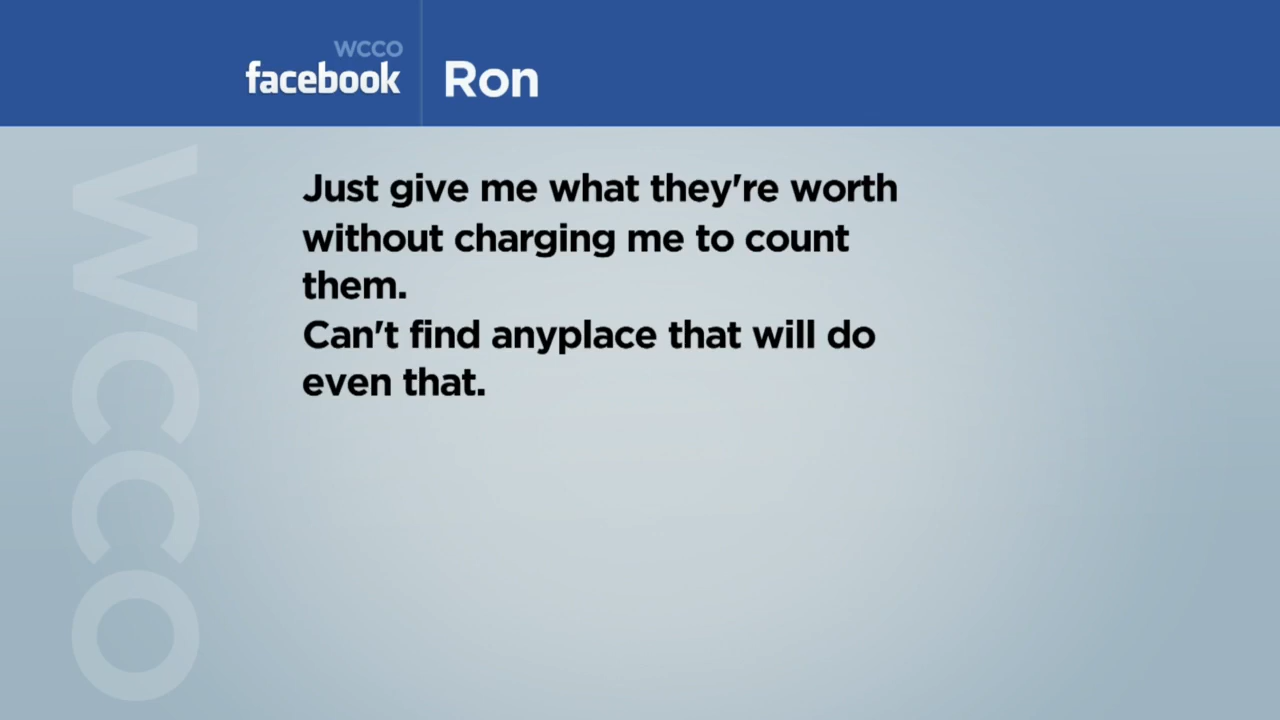 WCCO
facebook
Ron
Just give me what they're worth
without charging me to count
them.
Can't find anyplace that will do
even that.
WCCO